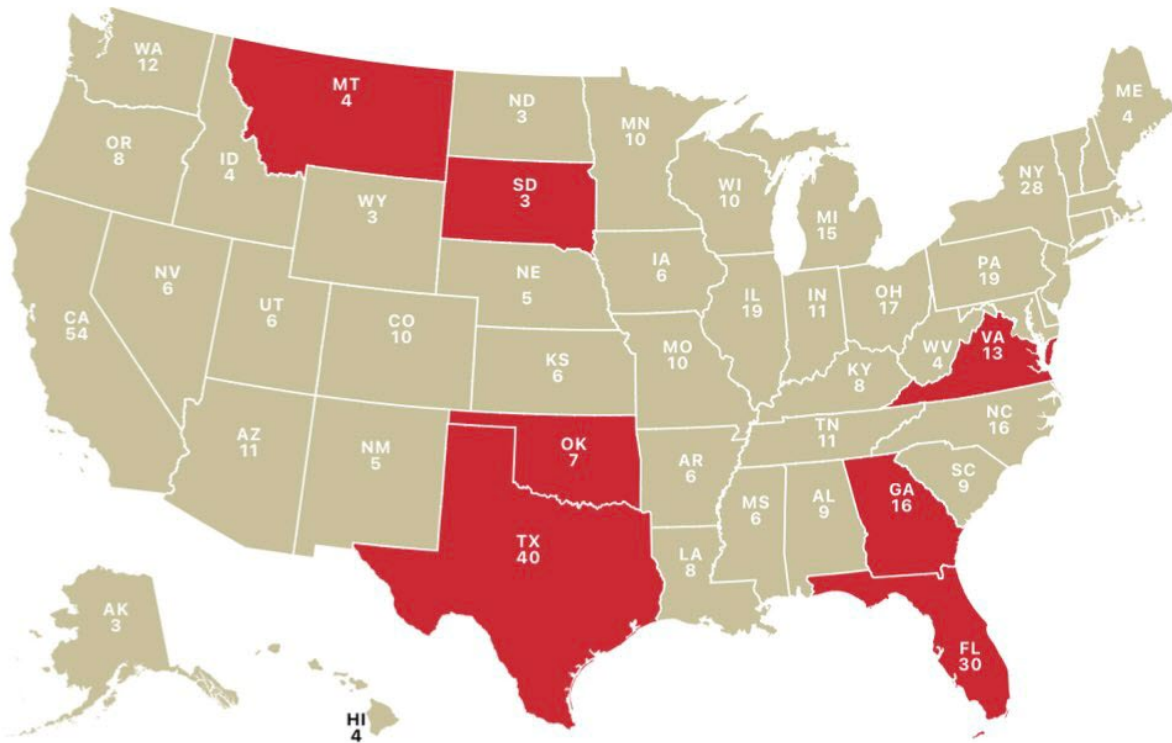 WA
12
MT
4
ND
3
MN
10
ME
4
OR
8
ID
4
SD
3
WI
10
NY
28
WY
3
MI
15
NE
5
IA
6
PA
19
NV
6
UT
6
CO
10
IL
19
IN
11
OH
17
CA
54
KS
6
MO
10
WV
4
VA
13
KY
8
NC
16
AZ
11
NM
5
OK
7
TN
11
AR
6
SC
9
MS
6
AL
9
GA
16
TX
40
LA
8
AK
3
FL
30
HI
4